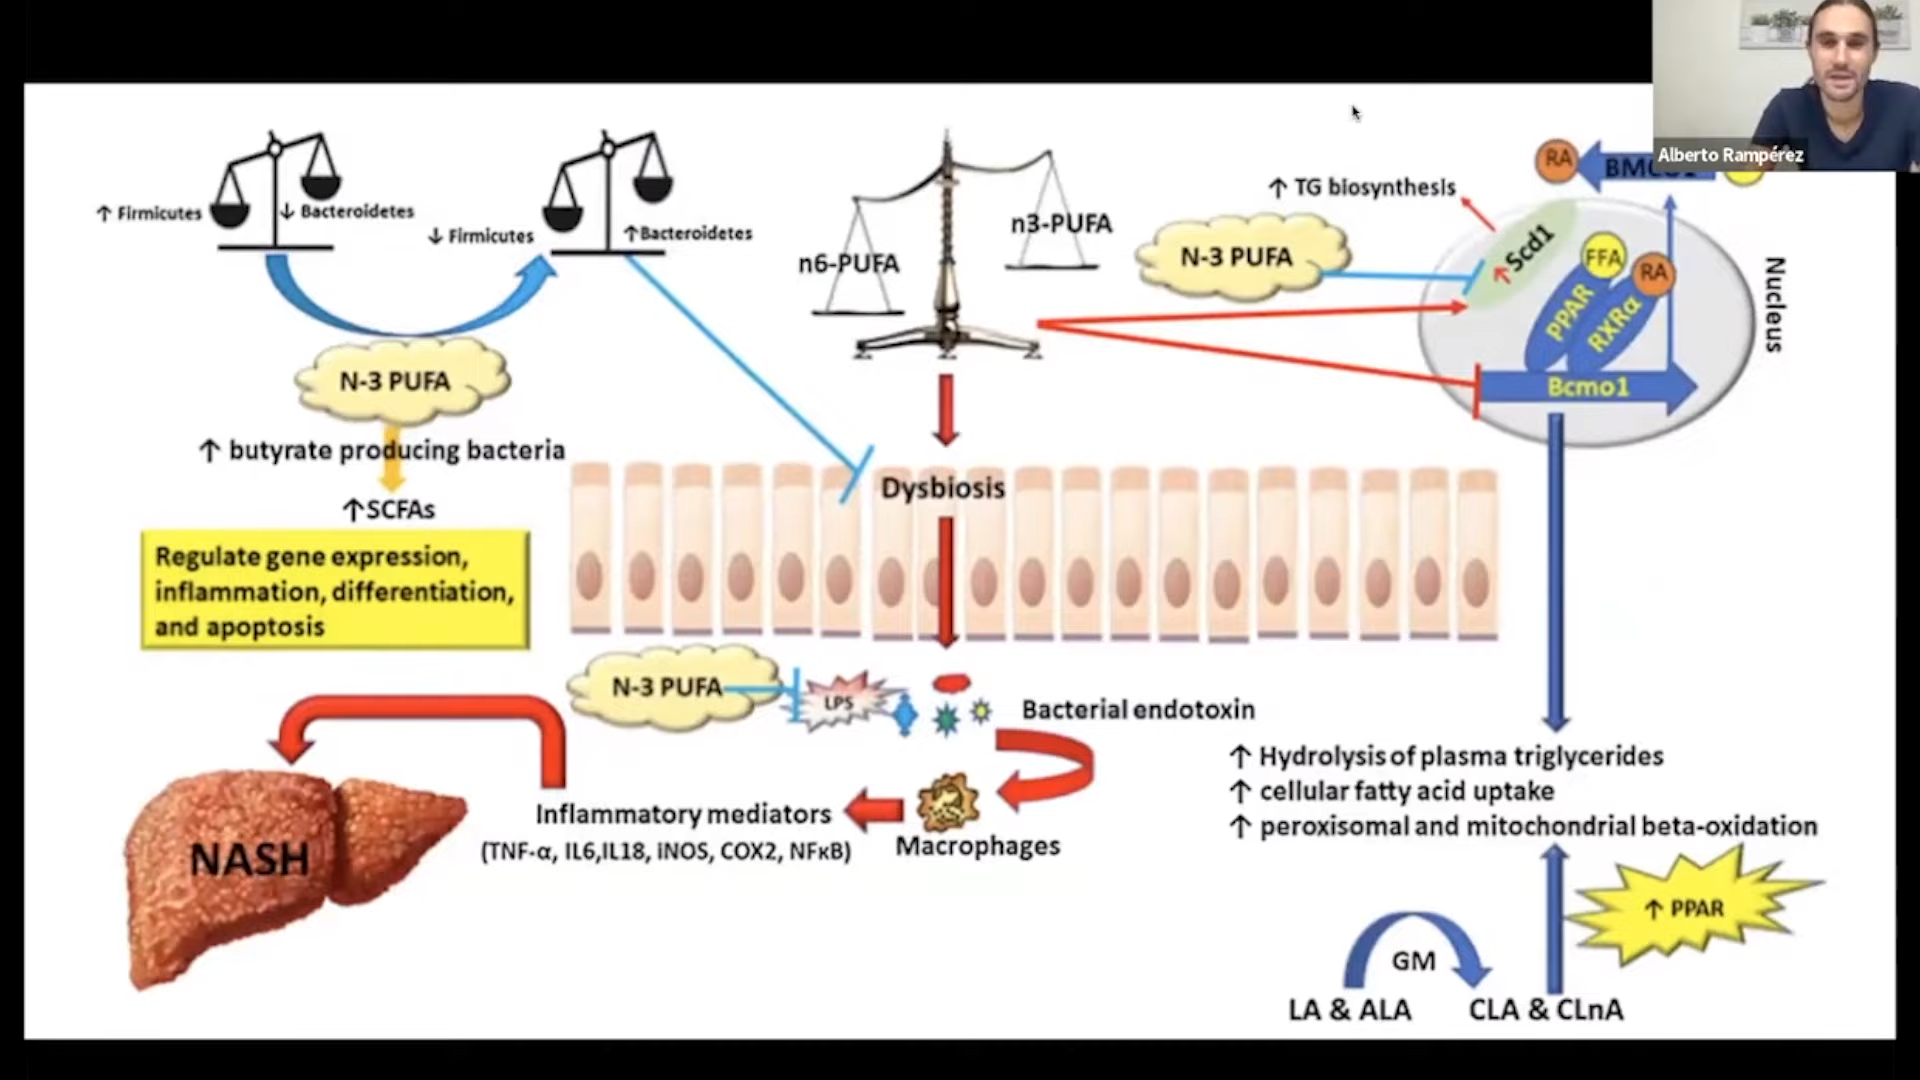 Alberto Rampérez
RA
↑ Firmicutes
↓ Bacteroidetes
↓ Firmicutes
↑Bacteroidetes
n6-PUFA
n3-PUFA
↑ TG biosynthesis
N-3 PUFA
↑Scd1
FFA
RA
PPAR
RXRα
Bcmo1
Nucleus
N-3 PUFA
↑ butyrate producing bacteria
↑SCFAs
Regulate gene expression,
inflammation, differentiation,
and apoptosis
Dysbiosis
N-3 PUFA
LPS
Bacterial endotoxin
Macrophages
Inflammatory mediators
(TNF-α, IL6,IL18, iNOS, COX2, NFκB)
NASH
↑ Hydrolysis of plasma triglycerides
↑ cellular fatty acid uptake
↑ peroxisomal and mitochondrial beta-oxidation
↑ PPAR
GM
LA & ALA
CLA & CLnA